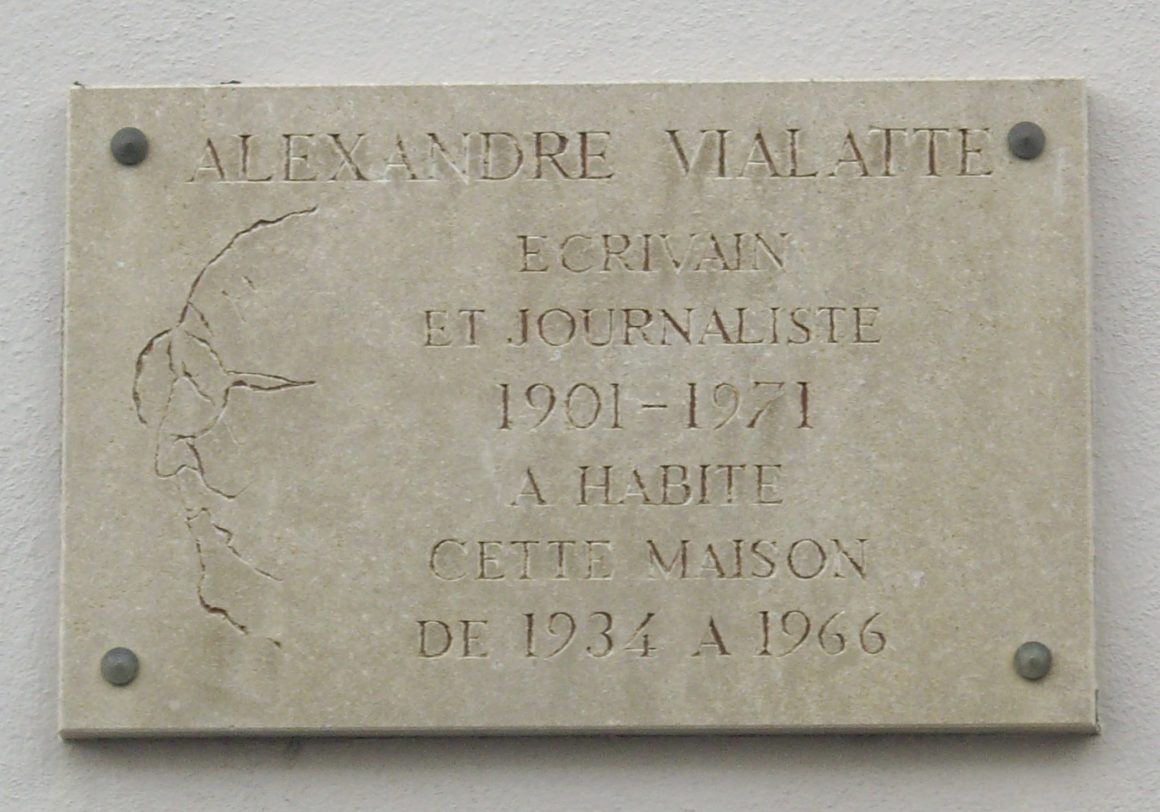 ALEXANDRE VIALATTE
ECRIVAIN
ET JOURNALISTE
1901-1971
A HABITE
CETTE MAISON
DE 1934 A 1966